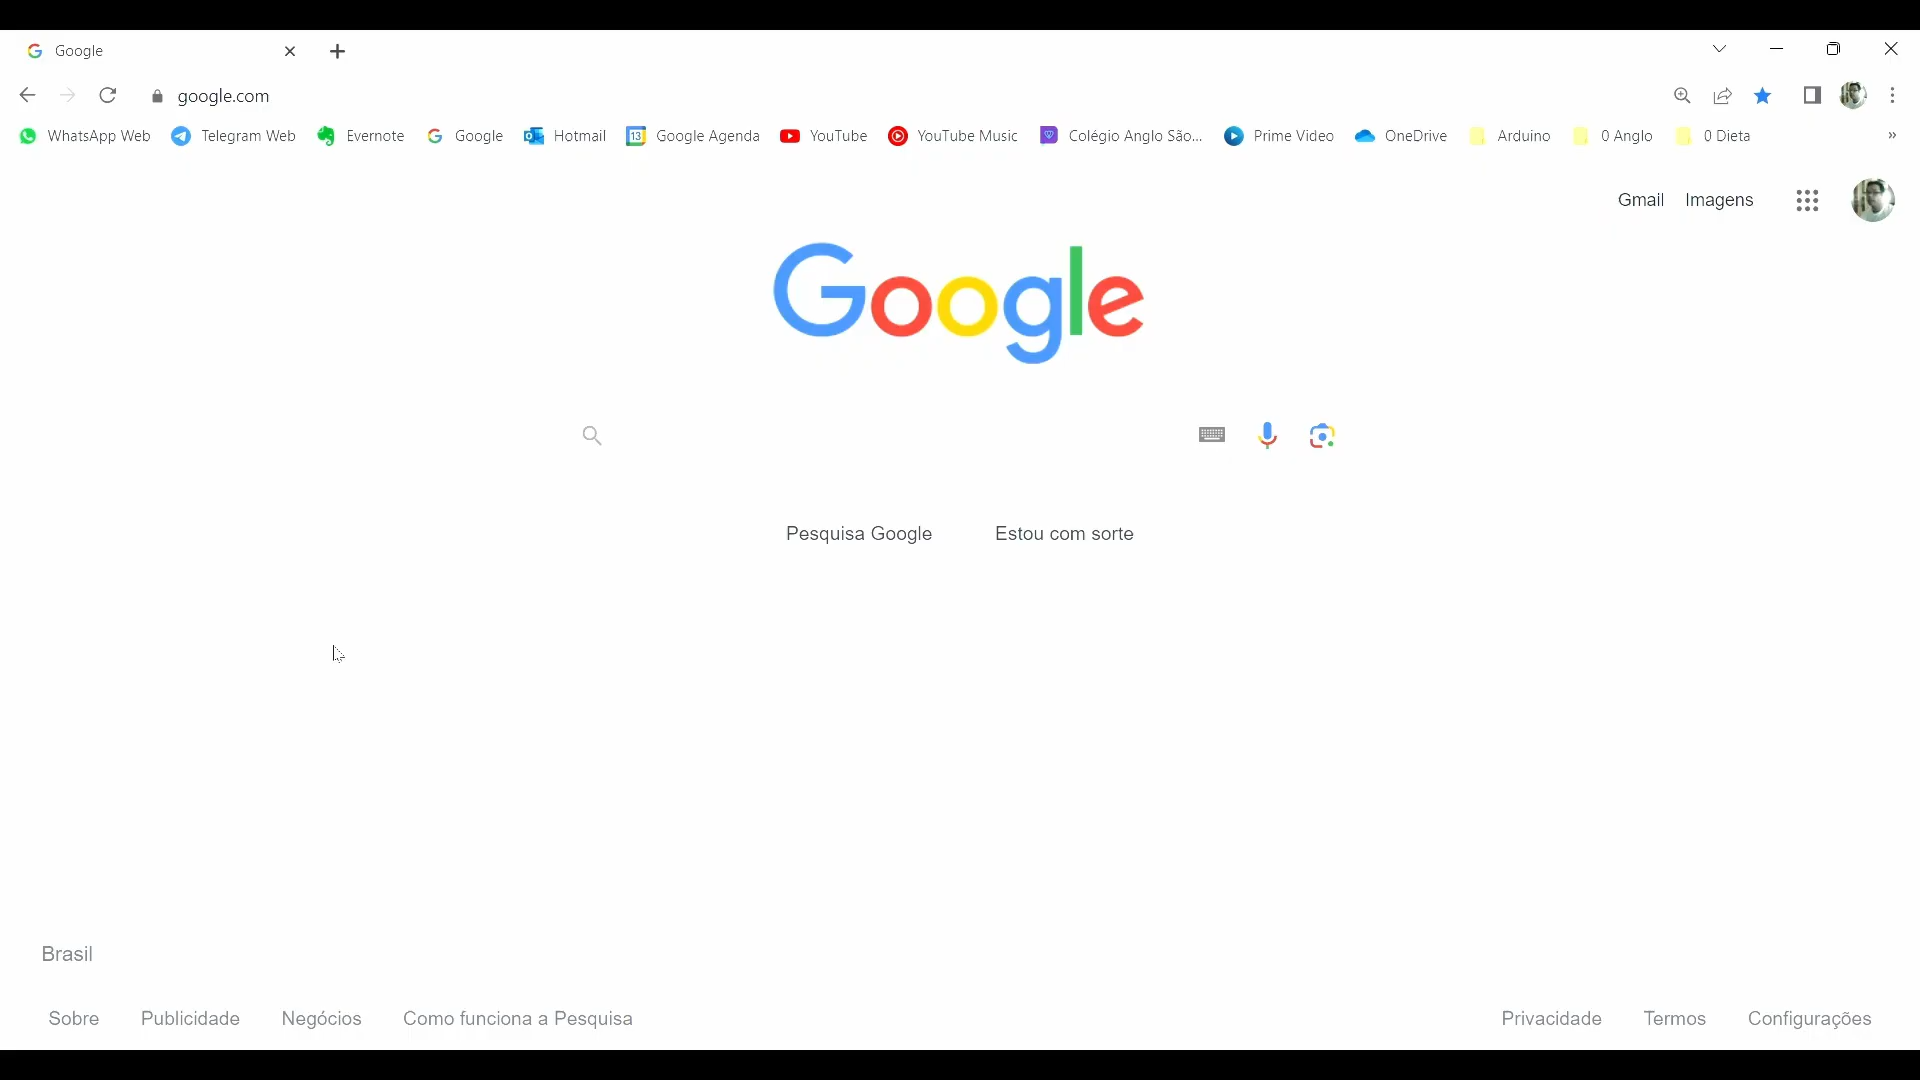 Google
google.com
WhatsApp Web Telegram Web Evernote Google Hotmail 13 Google Agenda YouTube YouTube Music Colégio Anglo São... Prime Video OneDrive Arduino 0 Anglo 0 Dieta »
Gmail Imagens
Google
Pesquisa Google Estou com sorte
Brasil
Sobre Publicidade Negócios Como funciona a Pesquisa Privacidade Termos Configurações